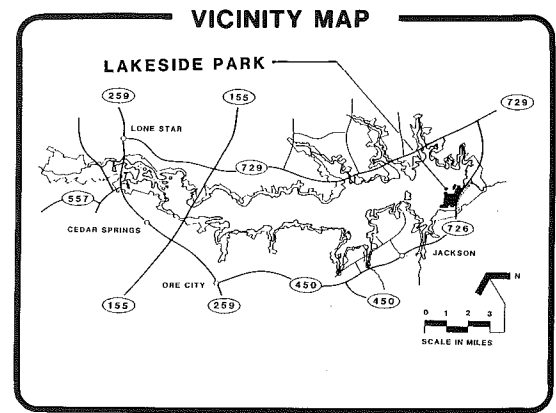 VICINITY MAP
LAKESIDE PARK
259
155
729
LONE STAR
729
557
CEDAR SPRINGS
726
JACKSON
ORE CITY
450
155
259
450
N
0 1 2 3
SCALE IN MILES